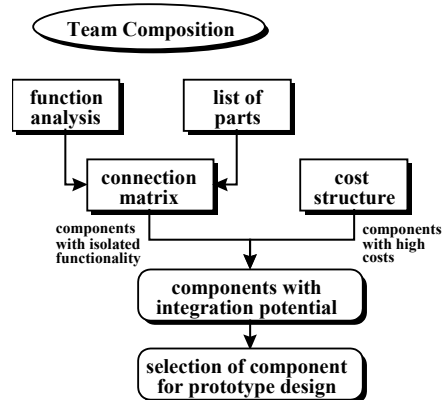 Team Composition
function
analysis
list of
parts
connection
matrix
cost
structure
components
with isolated
functionality
components
with high
costs
components with
integration potential
selection of component
for prototype design